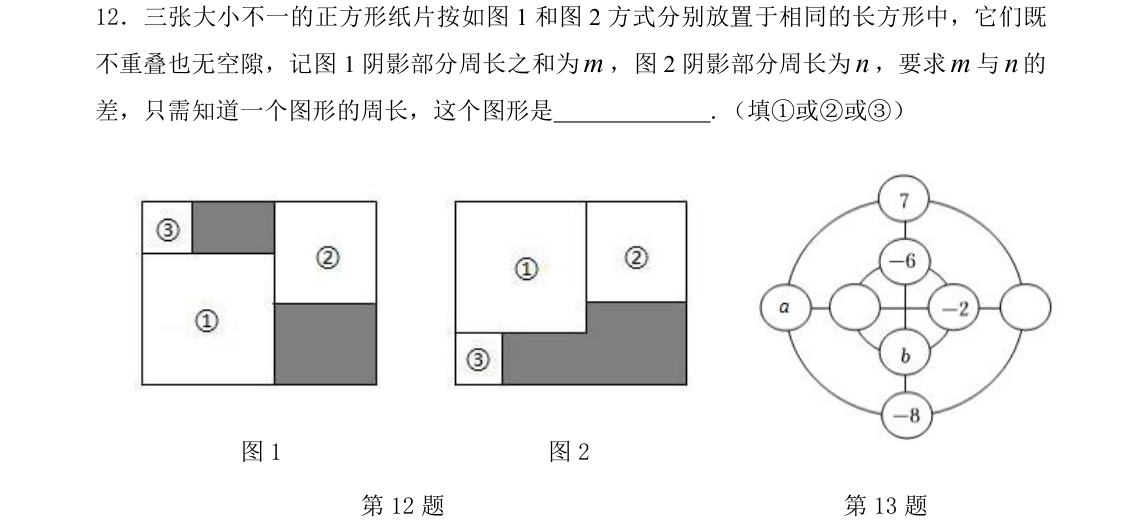 12．三张大小不一的正方形纸片按如图 1 和图 2 方式分别放置于相同的长方形中，它们既
不重叠也无空隙，记图 1 阴影部分周长之和为 m，图 2 阴影部分周长为 n，要求 m 与 n 的
差，只需知道一个图形的周长，这个图形是____________．（填①或②或③）
③
②
①
①
②
③
7
−6
a
−2
b
−8
图 1
图 2
第 12 题
第 13 题